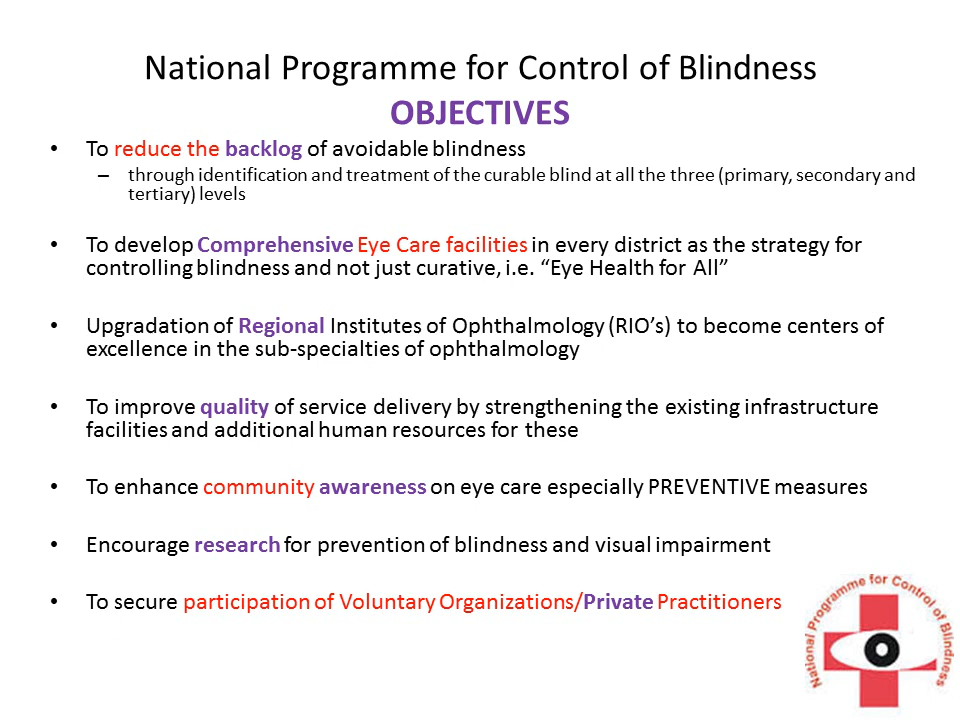 National Programme for Control of Blindness
OBJECTIVES
• To reduce the backlog of avoidable blindness
– through identification and treatment of the curable blind at all the three (primary, secondary and
tertiary) levels
• To develop Comprehensive Eye Care facilities in every district as the strategy for
controlling blindness and not just curative, i.e. “Eye Health for All”
• Upgradation of Regional Institutes of Ophthalmology (RIO’s) to become centers of
excellence in the sub-specialties of ophthalmology
• To improve quality of service delivery by strengthening the existing infrastructure
facilities and additional human resources for these
• To enhance community awareness on eye care especially PREVENTIVE measures
• Encourage research for prevention of blindness and visual impairment
• To secure participation of Voluntary Organizations/Private Practitioners
National Programme for Control of Blindness